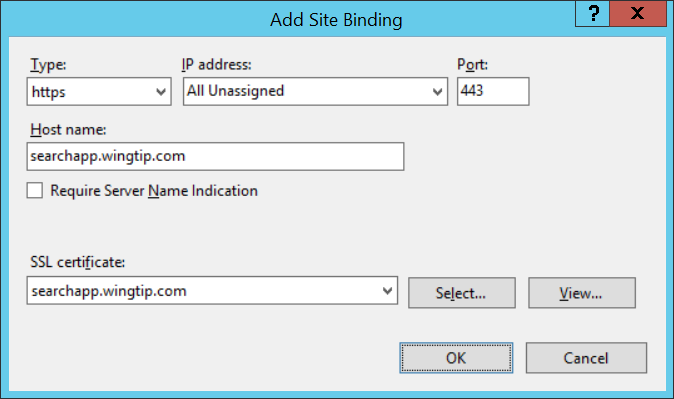 Add Site Binding
? X
Type: IP address: Port:
https All Unassigned 443
Host name:
searchapp.wingtip.com
Require Server Name Indication
SSL certificate:
searchapp.wingtip.com Select... View...
OK Cancel